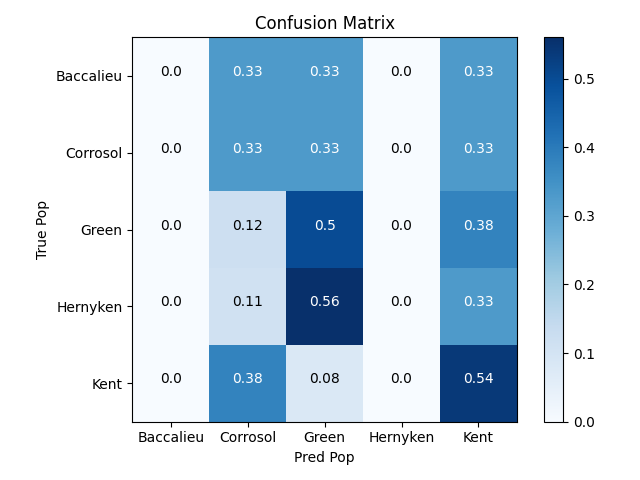 Confusion Matrix
Baccalieu 0.0 0.33 0.33 0.0 0.33
Corrosol 0.0 0.33 0.33 0.0 0.33
Green 0.0 0.12 0.5 0.0 0.38
Hernyken 0.0 0.11 0.56 0.0 0.33
Kent 0.0 0.38 0.08 0.0 0.54
Baccalieu Corrosol Green Hernyken Kent
Pred Pop
True Pop
0.5
0.4
0.3
0.2
0.1
0.0